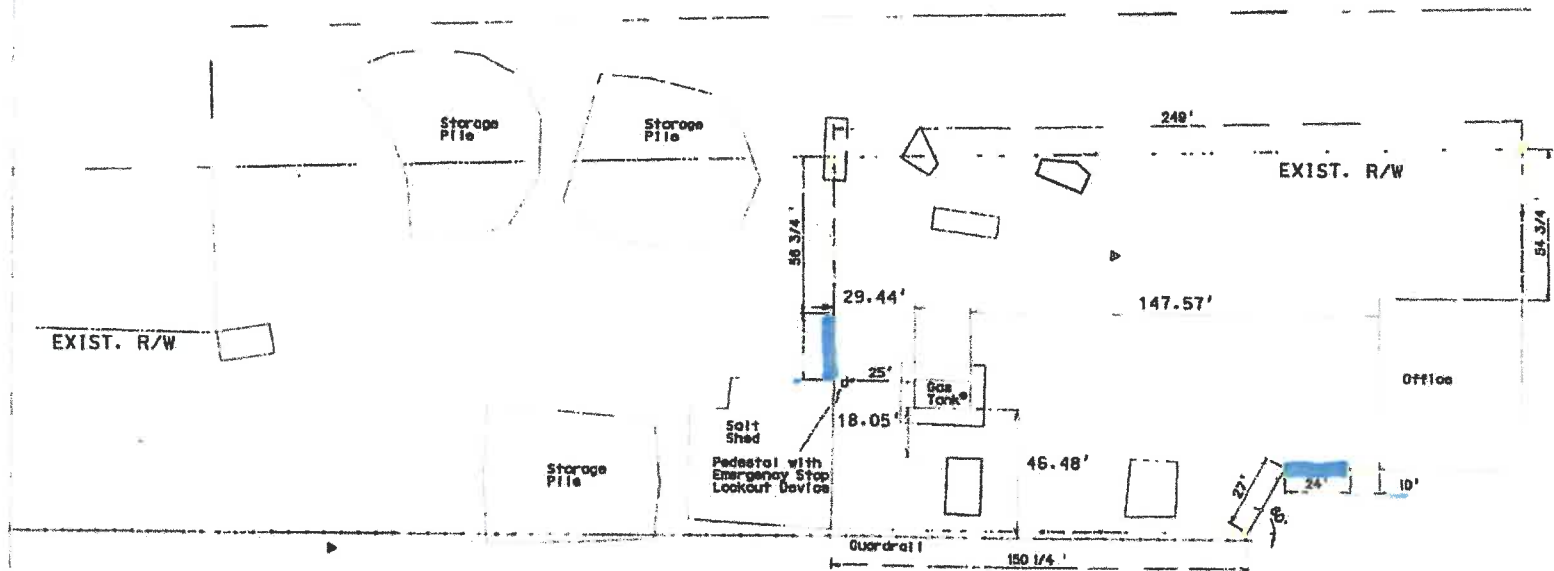 Storage
Pile
Storage
Pile
249'
EXIST. R/W
56 3/4 '
54 3/4 '
29.44'
147.57'
EXIST. R/W
25'
Gas
Tank
Office
18.05'
Salt
Shed
Pedestal with
Emergency Stop
Lockout Device
Storage
Pile
46.48'
27'
24'
10'
Guardrail
150 1/4 '